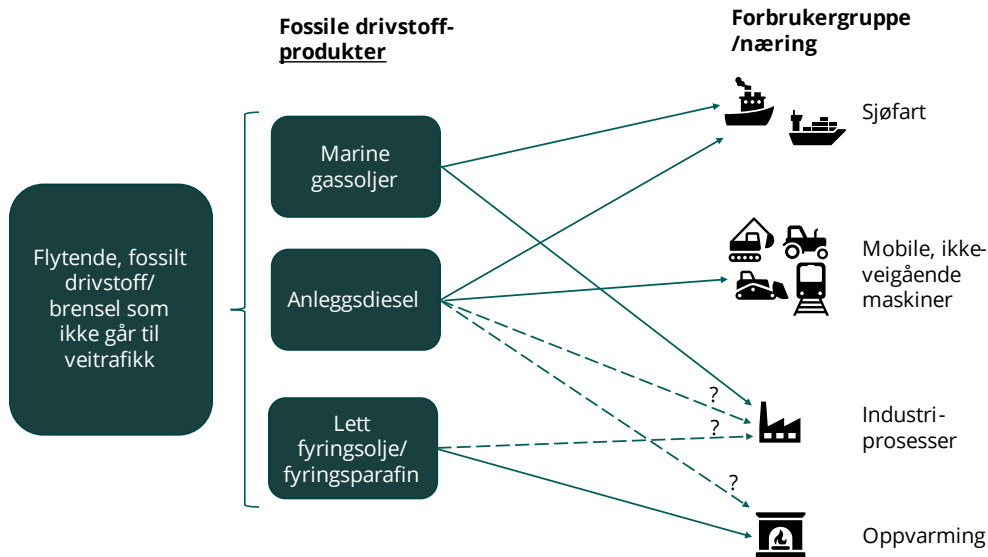 Fossile drivstoff-
produkter
Forbrukergruppe
/næring
Flytende, fossilt
drivstoff/
brensel som
ikke går til
veitrafikk
Marine
gassoljer
Anleggsdiesel
Lett
fyringsolje/
fyringsparafin
?
?
?
Sjøfart
Mobile, ikke-
veigående
maskiner
Industri-
prosesser
Oppvarming